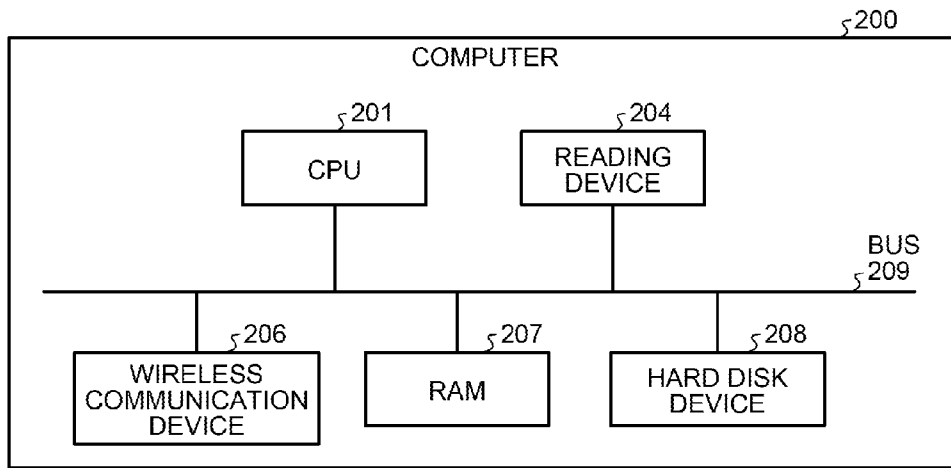 200
COMPUTER
201
CPU
204
READING
DEVICE
BUS
209
206
WIRELESS
COMMUNICATION
DEVICE
207
RAM
208
HARD DISK
DEVICE